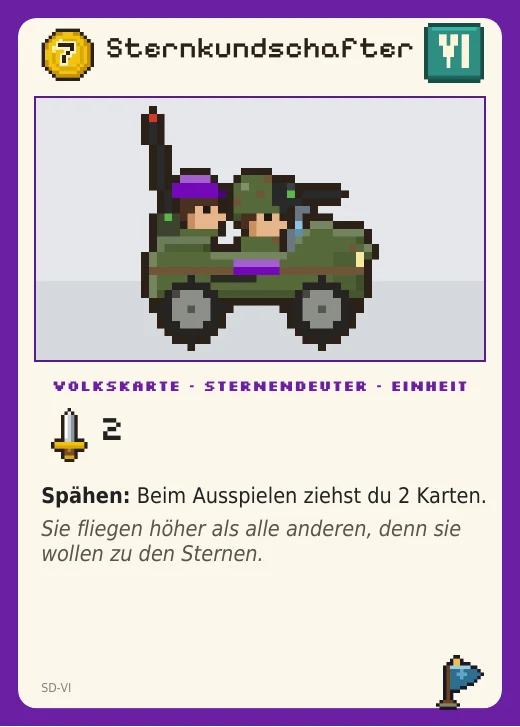 7 Sternkundschafter VI
VOLKSKARTE - STERNENDEUTER - EINHEIT
2
Spähen: Beim Ausspielen ziehst du 2 Karten.
Sie fliegen höher als alle anderen, denn sie
wollen zu den Sternen.
SD-VI